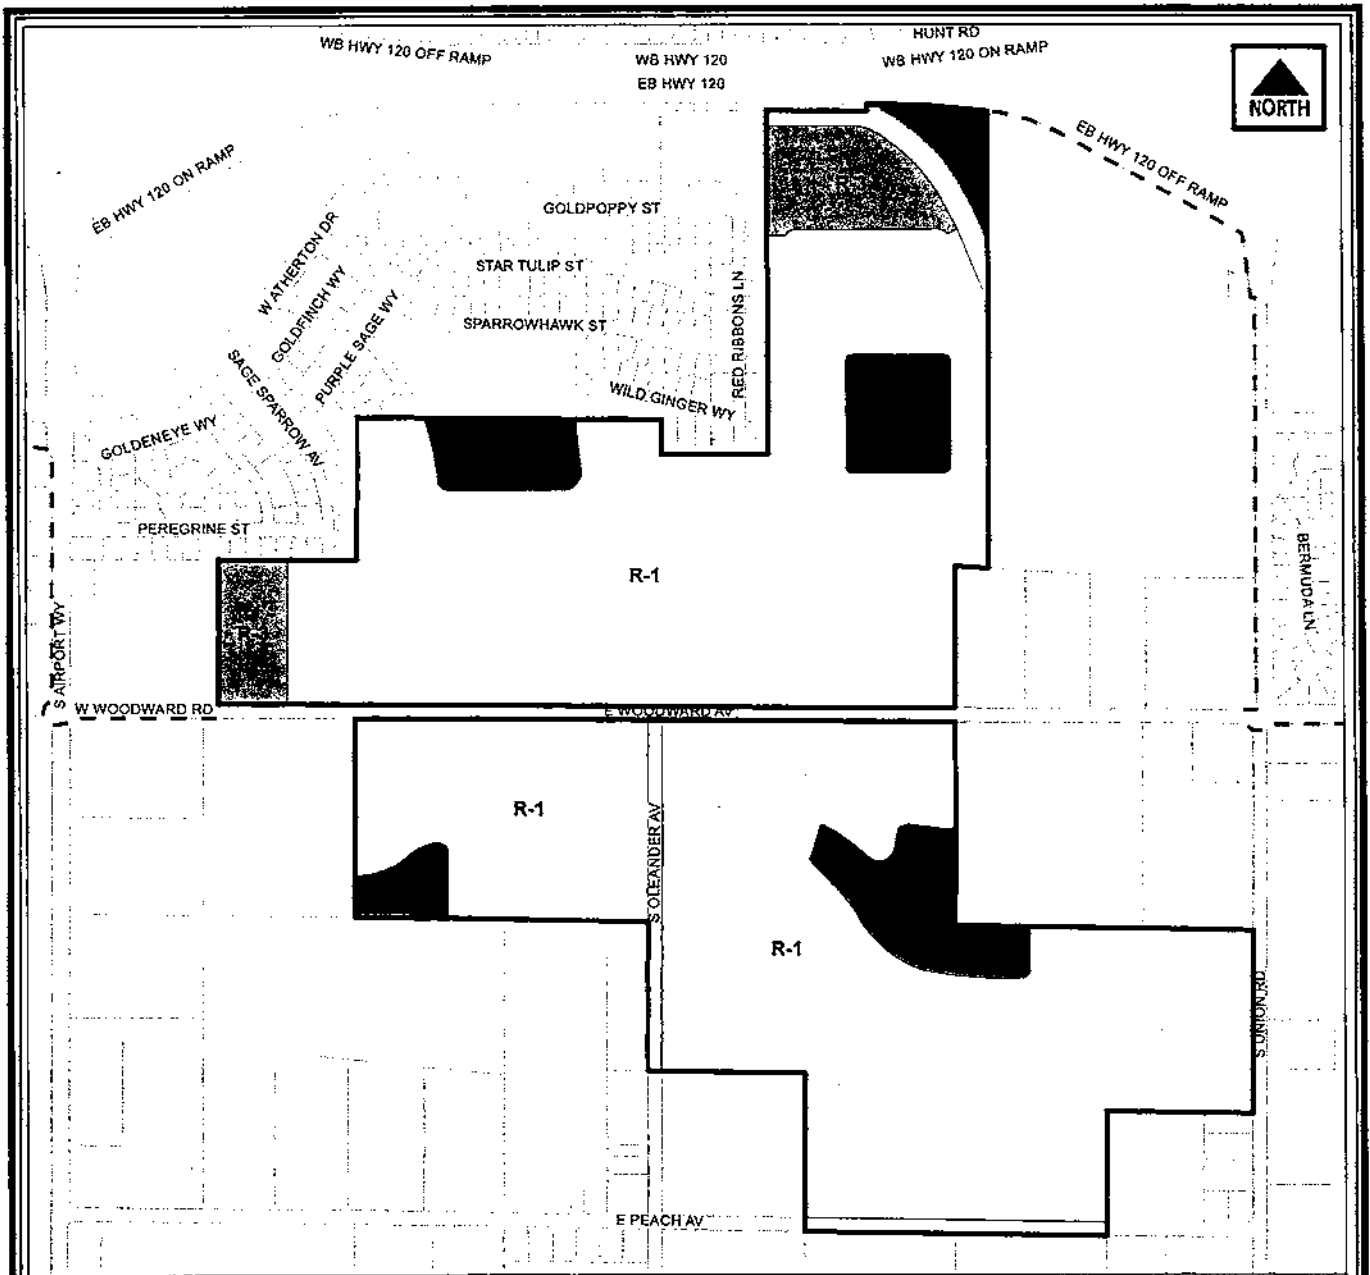 HUNT RD
WB HWY 120 OFF RAMP
WB HWY 120
WB HWY 120 ON RAMP
EB HWY 120
NORTH
EB HWY 120 OFF RAMP
EB HWY 120 ON RAMP
GOLDPOPPY ST
W ATHERTON DR
STAR TULIP ST
GOLDFINCH WY
SPARROWHAWK ST
RED RIBBONS LN
PURPLE SAGE WY
SAGE SPARROW AV
WILD GINGER WY
GOLDENEYE WY
PEREGRINE ST
R-1
BERMUDA LN
S AIRPORT WY
W WOODWARD RD
E WOODWARD AV
R-1
S OLEANDER AV
R-1
S UNION RD
E PEACH AV